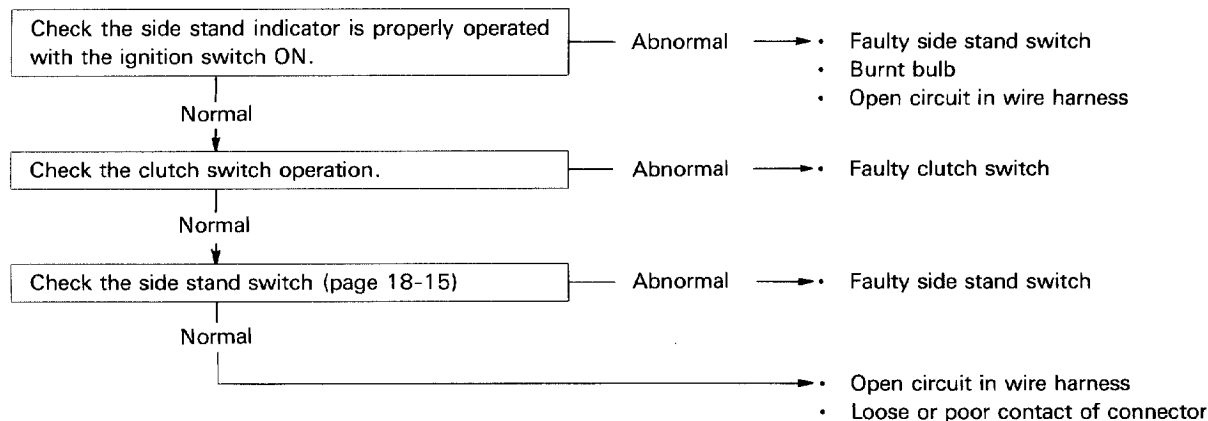 Check the side stand indicator is properly operated
with the ignition switch ON.
Abnormal
• Faulty side stand switch
• Burnt bulb
• Open circuit in wire harness
Normal
Check the clutch switch operation.
Abnormal
• Faulty clutch switch
Normal
Check the side stand switch (page 18-15)
Abnormal
• Faulty side stand switch
Normal
• Open circuit in wire harness
• Loose or poor contact of connector